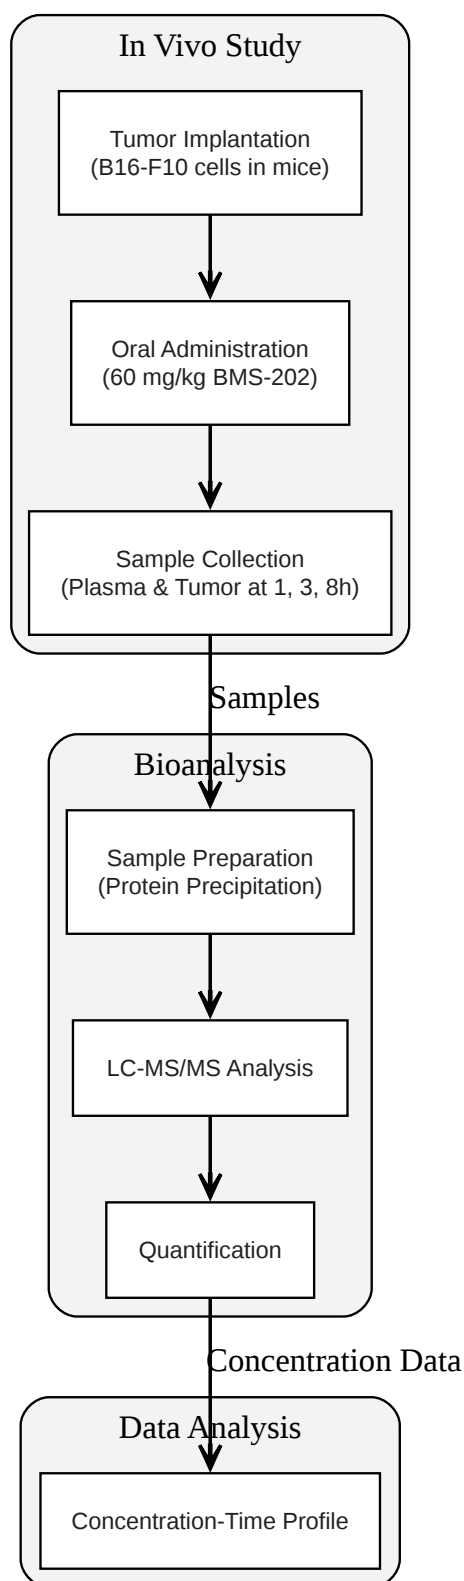 In Vivo Study
Tumor Implantation
(B16-F10 cells in mice)
Oral Administration
(60 mg/kg BMS-202)
Sample Collection
(Plasma & Tumor at 1, 3, 8h)
Samples
Bioanalysis
Sample Preparation
(Protein Precipitation)
LC-MS/MS Analysis
Quantification
Concentration Data
Data Analysis
Concentration-Time Profile